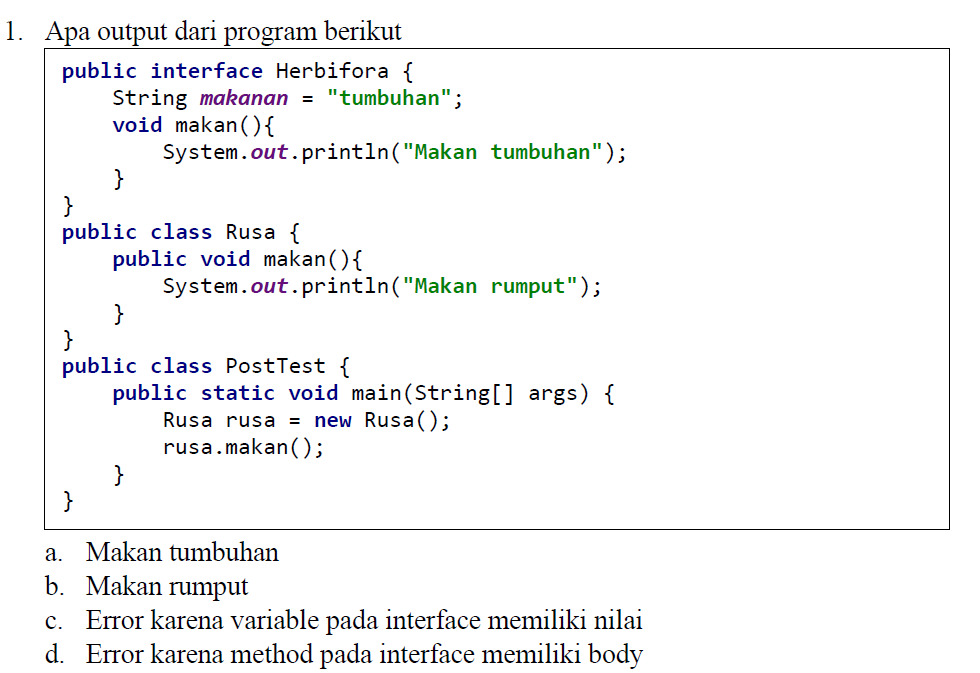 1. Apa output dari program berikut
public interface Herbifora {
    String makanan = "tumbuhan";
    void makan(){
        System.out.println("Makan tumbuhan");
    }
}
public class Rusa {
    public void makan(){
        System.out.println("Makan rumput");
    }
}
public class PostTest {
    public static void main(String[] args) {
        Rusa rusa = new Rusa();
        rusa.makan();
    }
}
a. Makan tumbuhan
b. Makan rumput
c. Error karena variable pada interface memiliki nilai
d. Error karena method pada interface memiliki body